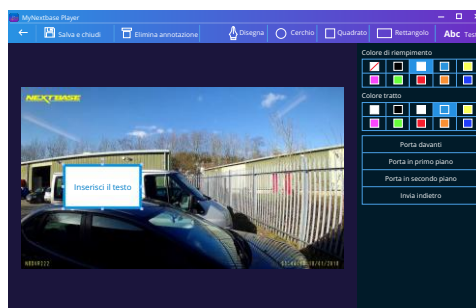 MyNextbase Player
Salva e chiudi
Elimina annotazione
Disegna
Cerchio
Quadrato
Rettangolo
Abc Test
Colore di riempimento
NEXTBASE
Colore tratto
Porta davanti
Porta in primo piano
Inserisci il testo
Porta in secondo piano
Invia indietro